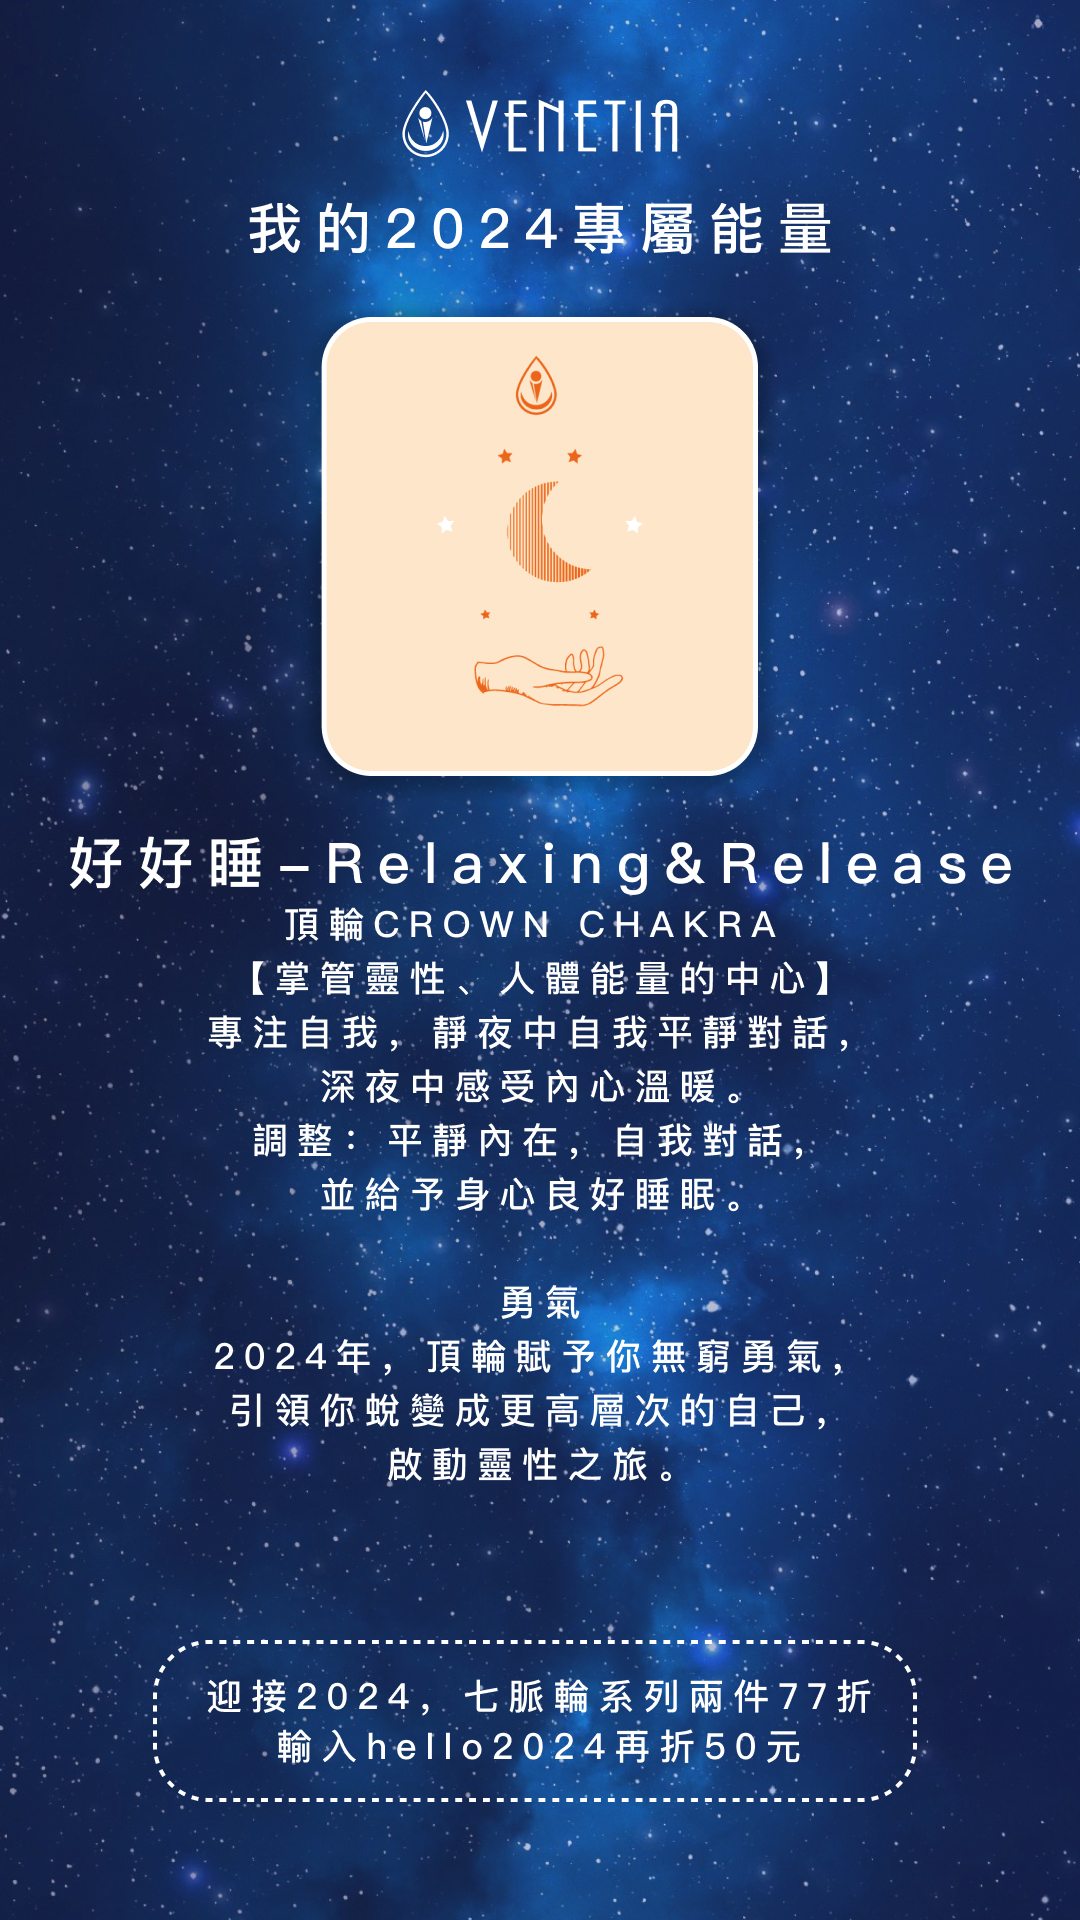 VENETIA
我的2024專屬能量
好好睡–Relaxing&Release
頂輪CROWN CHAKRA
【掌管靈性、人體能量的中心】
專注自我，靜夜中自我平靜對話，
深夜中感受內心溫暖。
調整：平靜內在，自我對話，
並給予身心良好睡眠。
勇氣
2024年，頂輪賦予你無窮勇氣，
引領你蛻變成更高層次的自己，
啟動靈性之旅。
迎接2024，七脈輪系列兩件77折
輸入hello2024再折50元